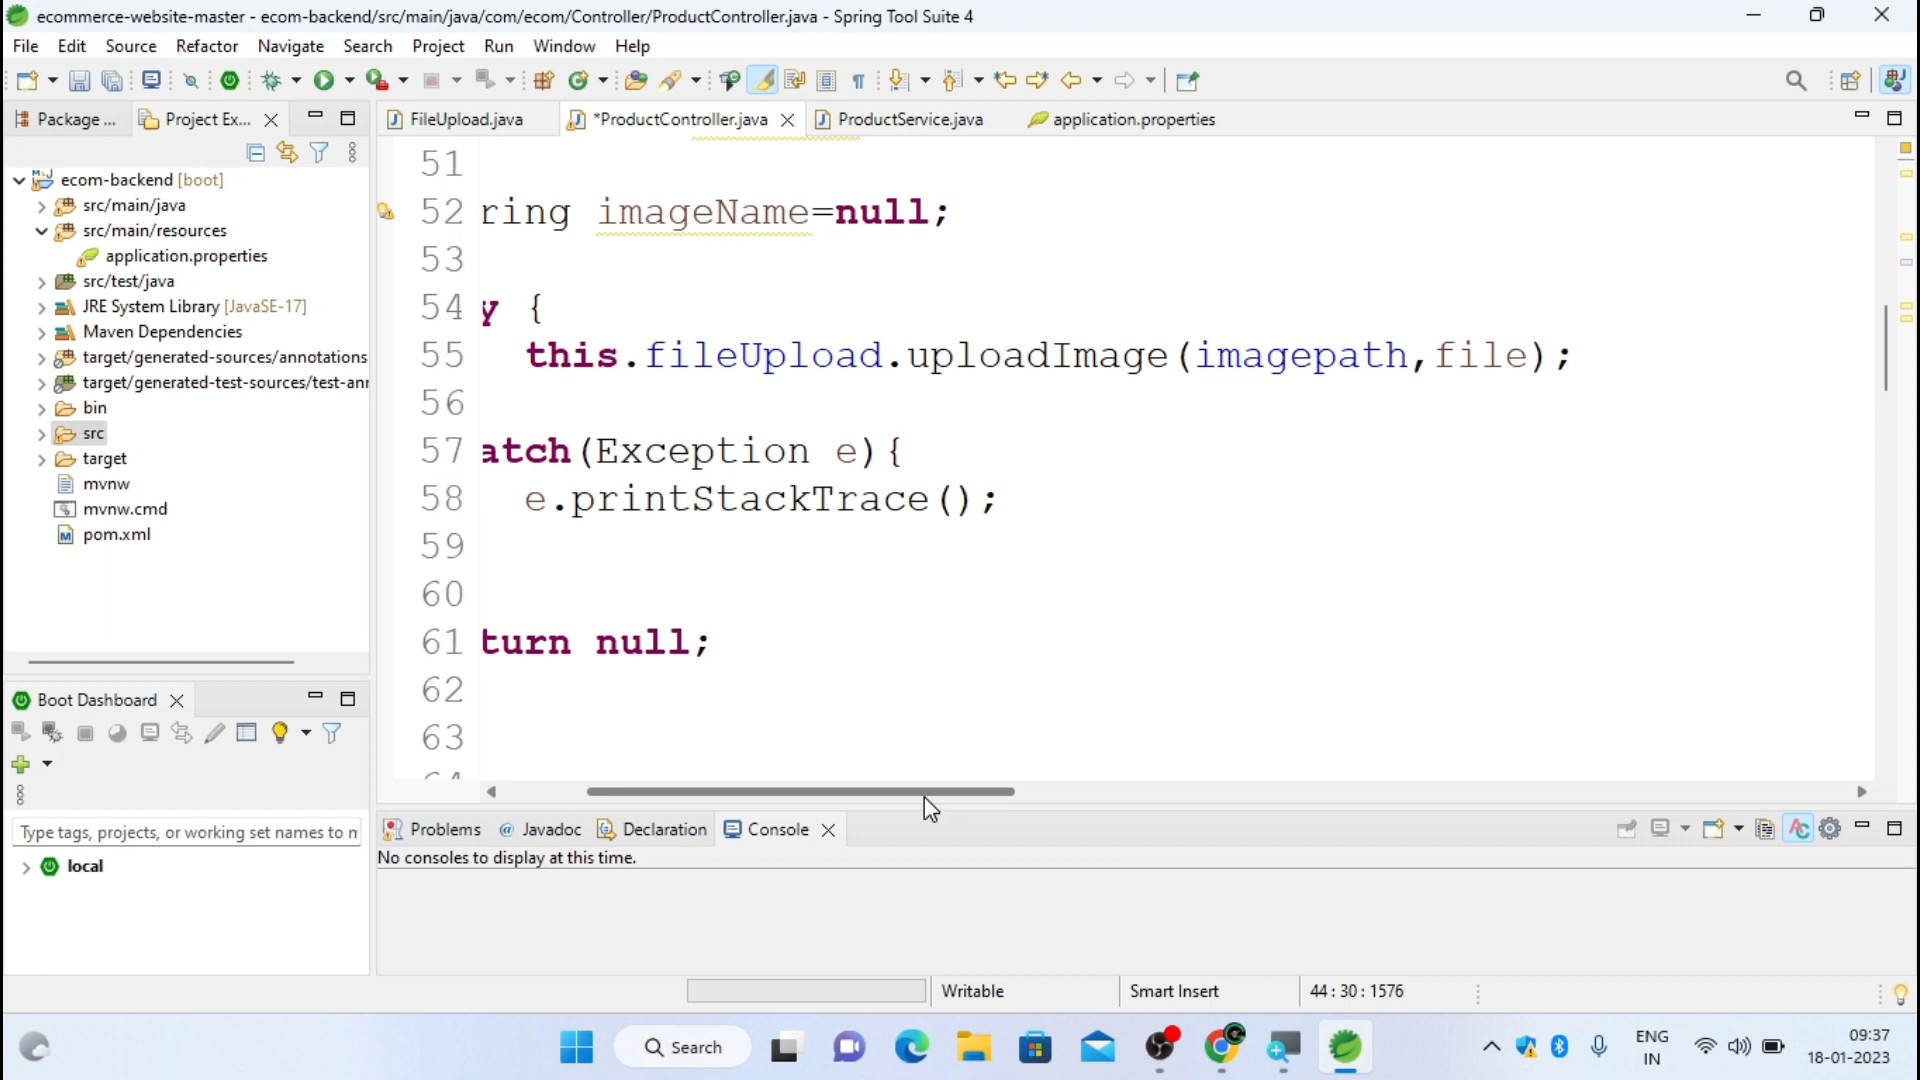 ecommerce-website-master - ecom-backend/src/main/java/com/ecom/Controller/ProductController.java - Spring Tool Suite 4
File Edit Source Refactor Navigate Search Project Run Window Help
Package ... Project Ex... FileUpload.java *ProductController.java ProductService.java application.properties
ecom-backend [boot]
src/main/java
src/main/resources
application.properties
src/test/java
JRE System Library [JavaSE-17]
Maven Dependencies
target/generated-sources/annotations
target/generated-test-sources/test-anr
bin
src
target
mvnw
mvnw.cmd
pom.xml
51
52 ring imageName=null;
53
54 y {
55 this.fileUpload.uploadImage(imagepath,file);
56
57 atch(Exception e){
58 e.printStackTrace();
59
60
61 turn null;
62
63
64
Boot Dashboard
Type tags, projects, or working set names to m
local
Problems @ Javadoc Declaration Console
No consoles to display at this time.
Writable Smart Insert 44 : 30 : 1576
Search
ENG
IN
09:37
18-01-2023